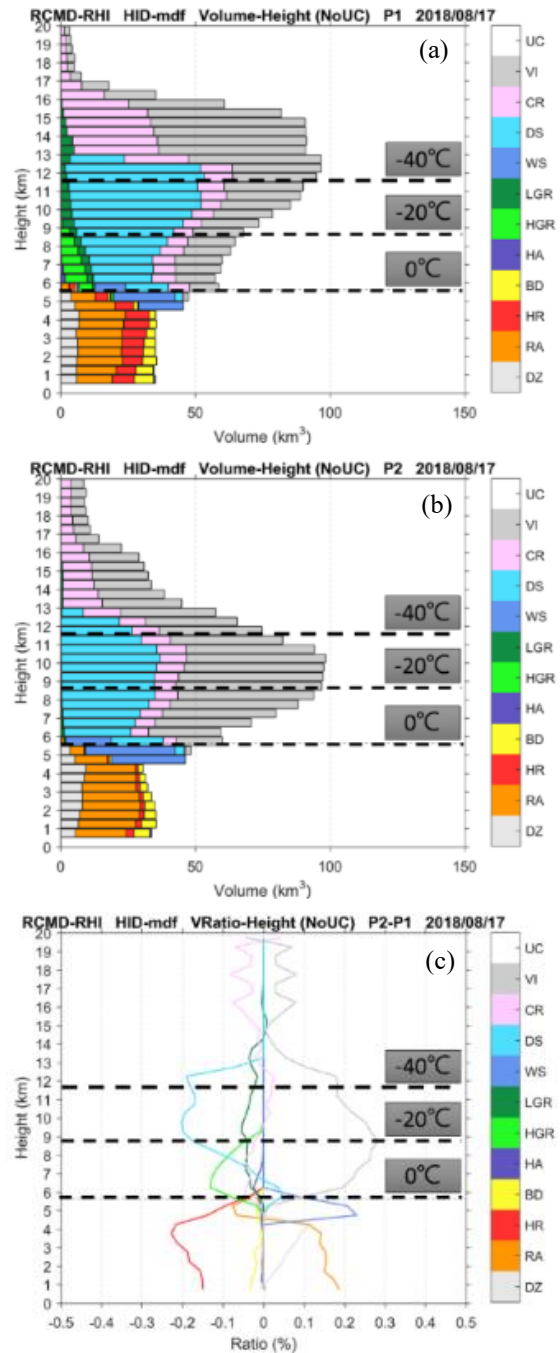 RCMD-RHI HID-mdf Volume-Height (NoUC) P1 2018/08/17
(a)
20
19
18
17
16
15
14
13
12
11
10
9
8
7
6
5
4
3
2
1
0
Height (km)
-40℃
-20℃
0℃
UC
VI
CR
DS
WS
LGR
HGR
HA
BD
HR
RA
DZ
0 50 100 150
Volume (km³)
RCMD-RHI HID-mdf Volume-Height (NoUC) P2 2018/08/17
(b)
20
19
18
17
16
15
14
13
12
11
10
9
8
7
6
5
4
3
2
1
0
Height (km)
-40℃
-20℃
0℃
UC
VI
CR
DS
WS
LGR
HGR
HA
BD
HR
RA
DZ
0 50 100 150
Volume (km³)
RCMD-RHI HID-mdf VRatio-Height (NoUC) P2-P1 2018/08/17
(c)
20
19
18
17
16
15
14
13
12
11
10
9
8
7
6
5
4
3
2
1
0
Height (km)
-40℃
-20℃
0℃
UC
VI
CR
DS
WS
LGR
HGR
HA
BD
HR
RA
DZ
-0.5 -0.4 -0.3 -0.2 -0.1 0 0.1 0.2 0.3 0.4 0.5
Ratio (%)